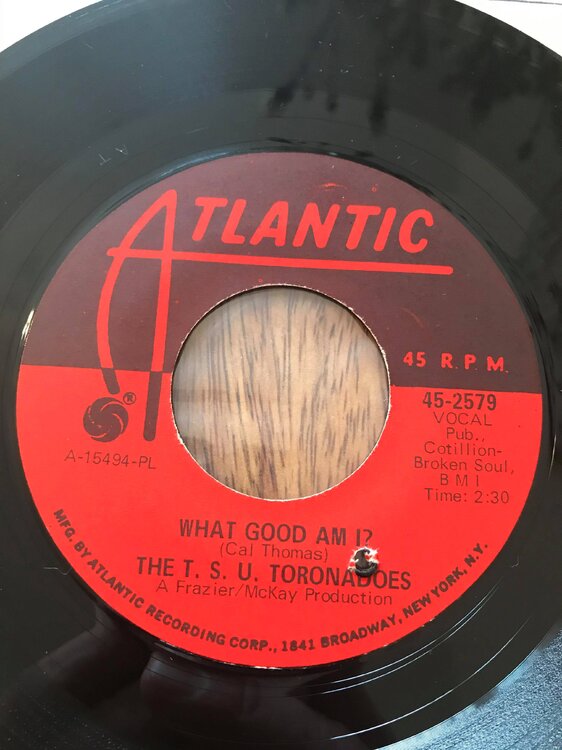 ATLANTIC
45 R.P.M.
®
A-15494-PL
45-2579
VOCAL
Pub.,
Cotillion-
Broken Soul,
BMI
Time: 2:30
WHAT GOOD AM I?
(Cal Thomas)
THE T. S. U. TORONADOES
A Frazier/McKay Production
MFG. BY ATLANTIC RECORDING CORP., 1841 BROADWAY, NEW YORK, N.Y.